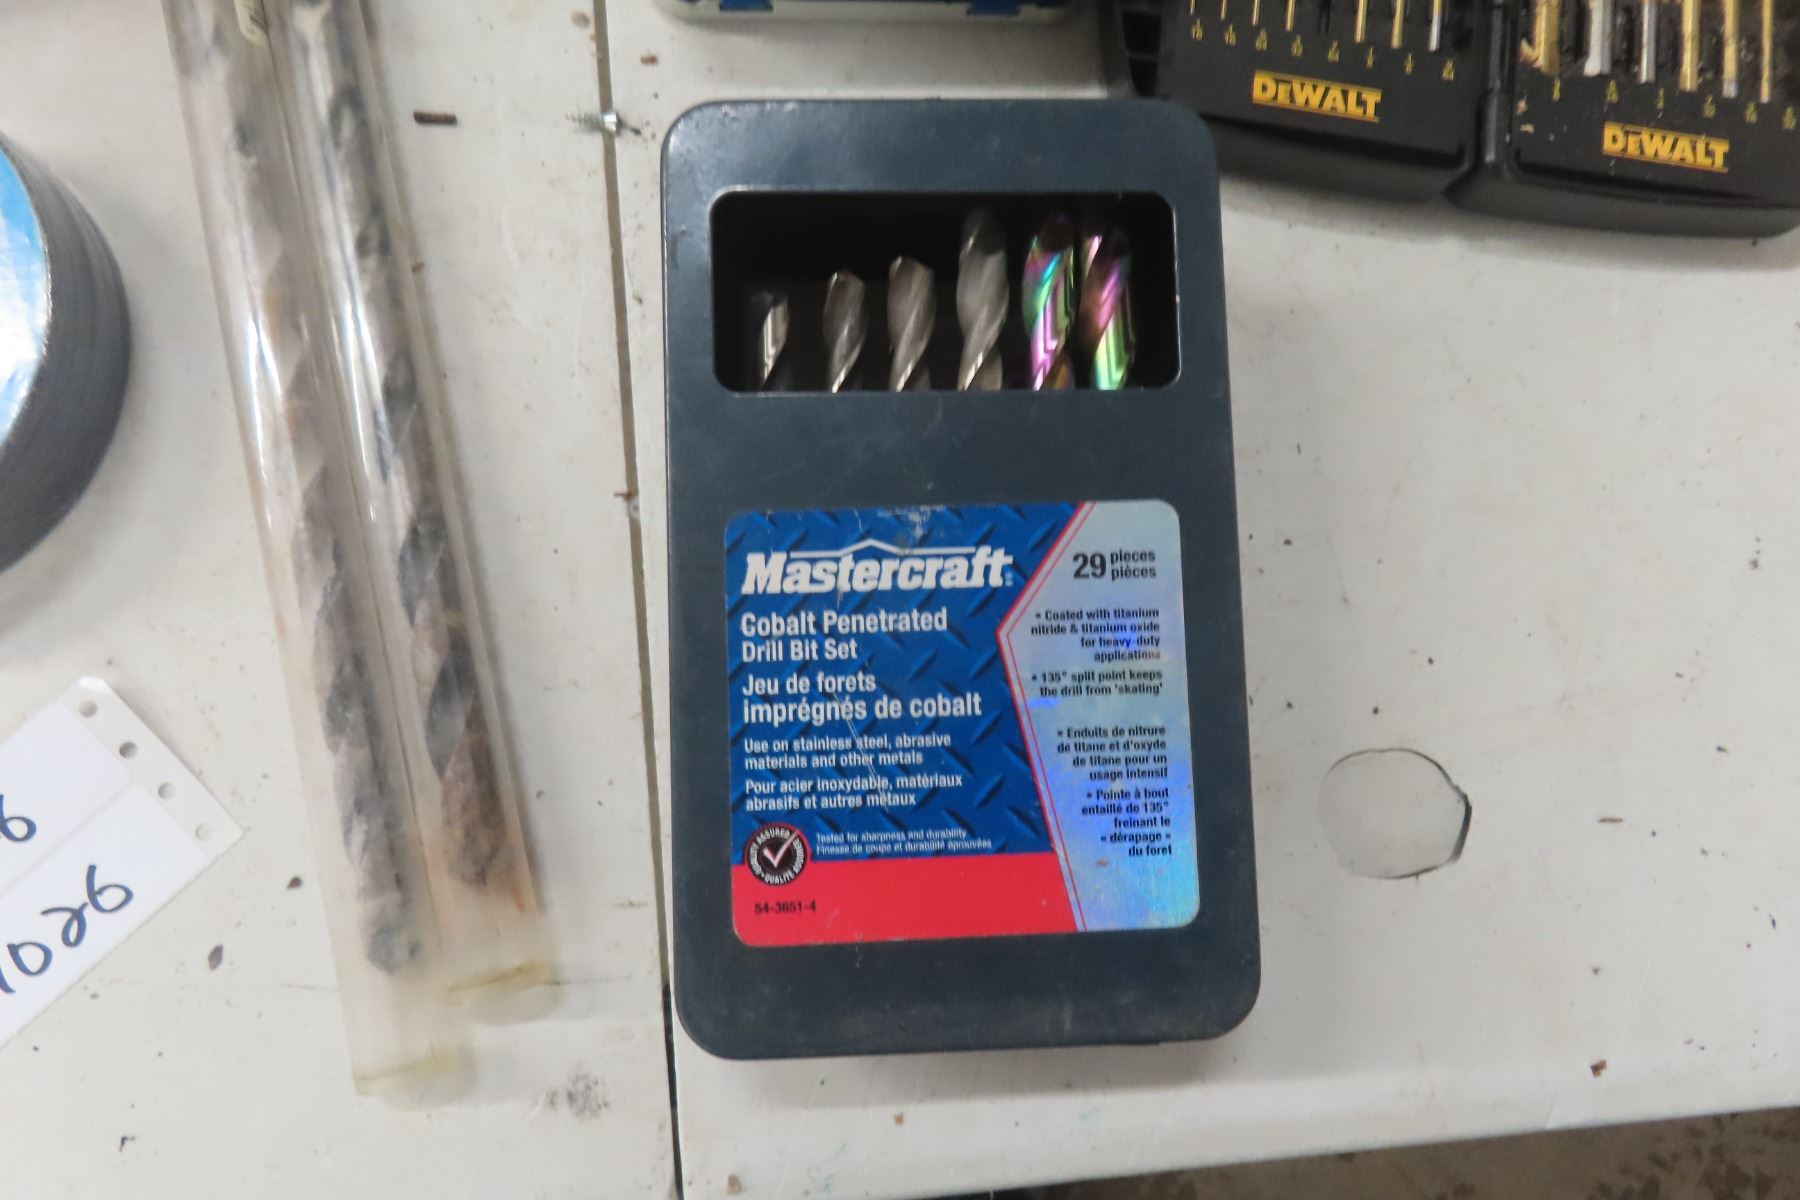 DEWALT
DEWALT
Mastercraft
Cobalt Penetrated
Drill Bit Set
Jeu de forets
imprégnés de cobalt
Use on stainless steel, abrasive
materials and other metals
Pour acier inoxydable, matériaux
abrasifs et autres métaux
Tested for sharpness and durability
Finesse de coupe et durabilité éprouvées
54-3651-4
29 pieces
pièces
• Coated with titanium
nitride & titanium oxide
for heavy-duty
applications
• 135° split point keeps
the drill from 'skating'
• Enduits de nitrure
de titane et d'oxyde
de titane pour un
usage intensif
• Pointe à bout
entaillé de 135°
freinant le
« dérapage »
du foret
6
1026